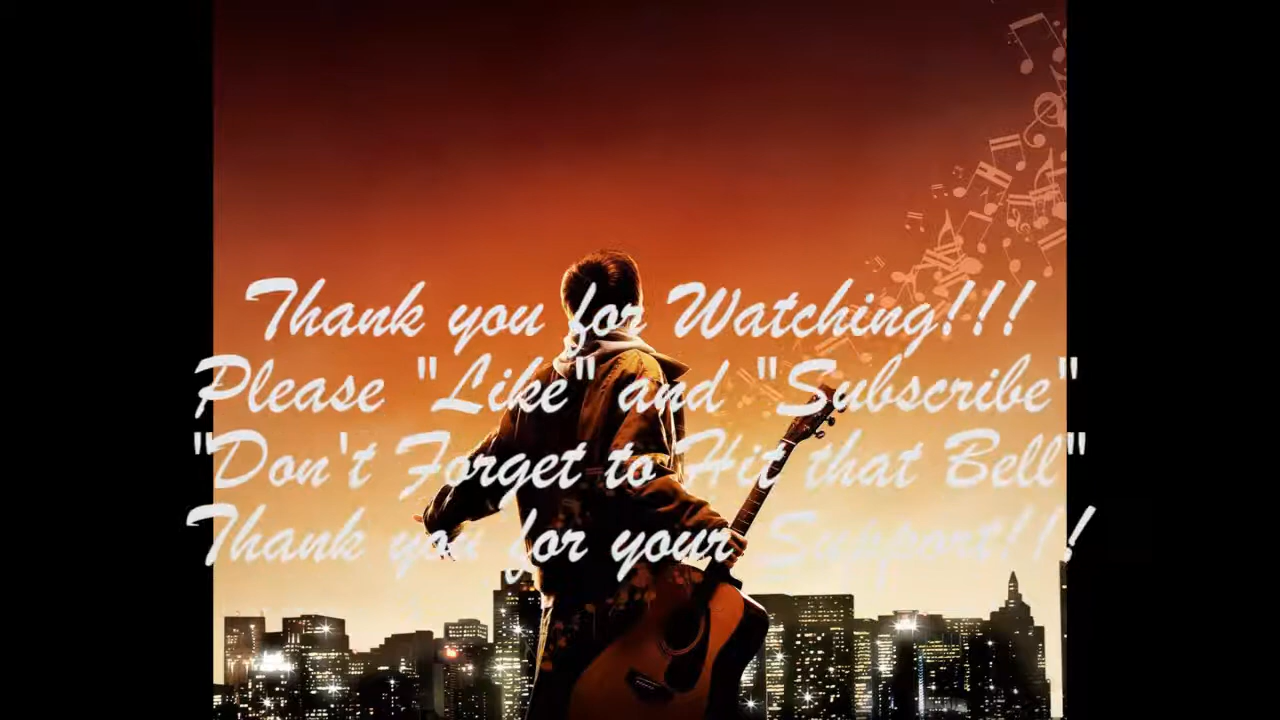 Thank you for Watching!!!
Please "Like" and "Subscribe"
"Don't Forget to Hit that Bell"
Thank you for your Support!!!